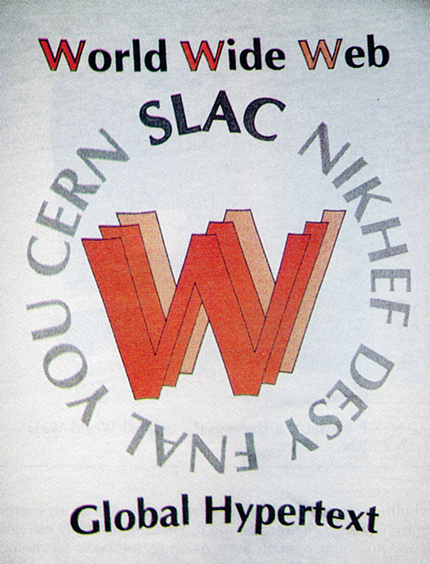 World Wide Web
SLAC
NIKHEF
DESY
FNAL
YOU
CERN
W
Global Hypertext